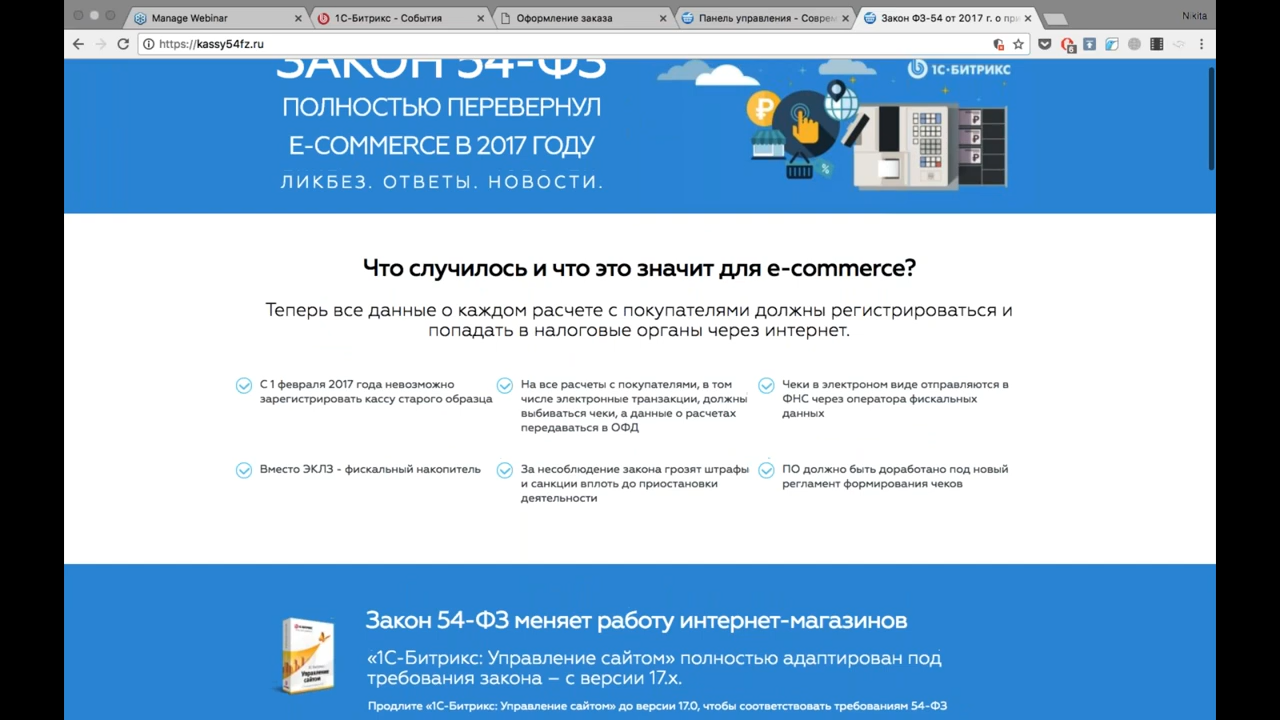 Manage Webinar
1С-Битрикс - События
Оформление заказа
Панель управления - Соврем
Закон ФЗ-54 от 2017 г. о при
Nikita
https://kassy54fz.ru
6
ЗАКОН 54-ФЗ
ПОЛНОСТЬЮ ПЕРЕВЕРНУЛ
E-COMMERCE В 2017 ГОДУ
ЛИКБЕЗ. ОТВЕТЫ. НОВОСТИ.
1С·БИТРИКС
Что случилось и что это значит для e-commerce?
Теперь все данные о каждом расчете с покупателями должны регистрироваться и
попадать в налоговые органы через интернет.
С 1 февраля 2017 года невозможно
зарегистрировать кассу старого образца
На все расчеты с покупателями, в том
числе электронные транзакции, должны
выбиваться чеки, а данные о расчетах
передаваться в ОФД
Чеки в электроном виде отправляются в
ФНС через оператора фискальных
данных
Вместо ЭКЛЗ - фискальный накопитель
За несоблюдение закона грозят штрафы
и санкции вплоть до приостановки
деятельности
ПО должно быть доработано под новый
регламент формирования чеков
Закон 54-ФЗ меняет работу интернет-магазинов
«1С-Битрикс: Управление сайтом» полностью адаптирован под
требования закона – с версии 17.x.
Продлите «1С-Битрикс: Управление сайтом» до версии 17.0, чтобы соответствовать требованиям 54-ФЗ
Управление
сайтом